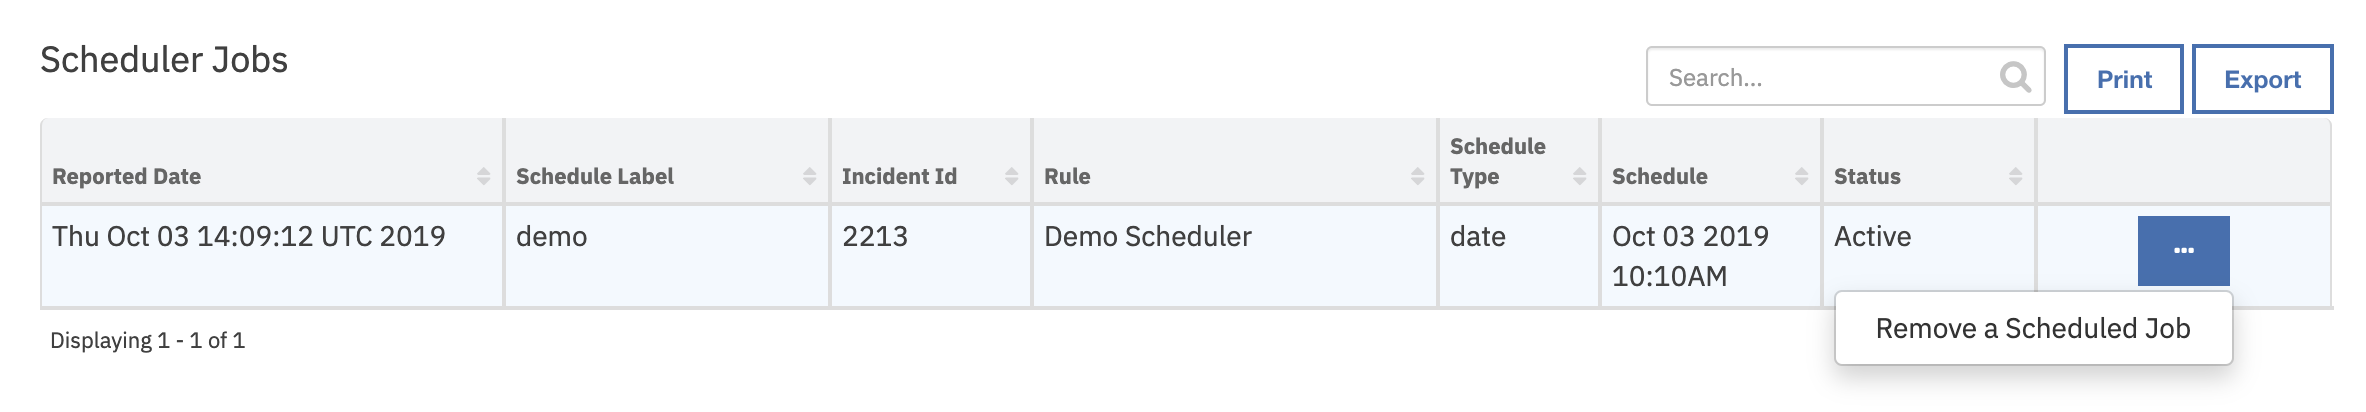 Scheduler Jobs
Search...
Print
Export
Reported Date
Schedule Label
Incident Id
Rule
Schedule
Type
Schedule
Status
Thu Oct 03 14:09:12 UTC 2019
demo
2213
Demo Scheduler
date
Oct 03 2019
10:10AM
Active
...
Remove a Scheduled Job
Displaying 1 - 1 of 1